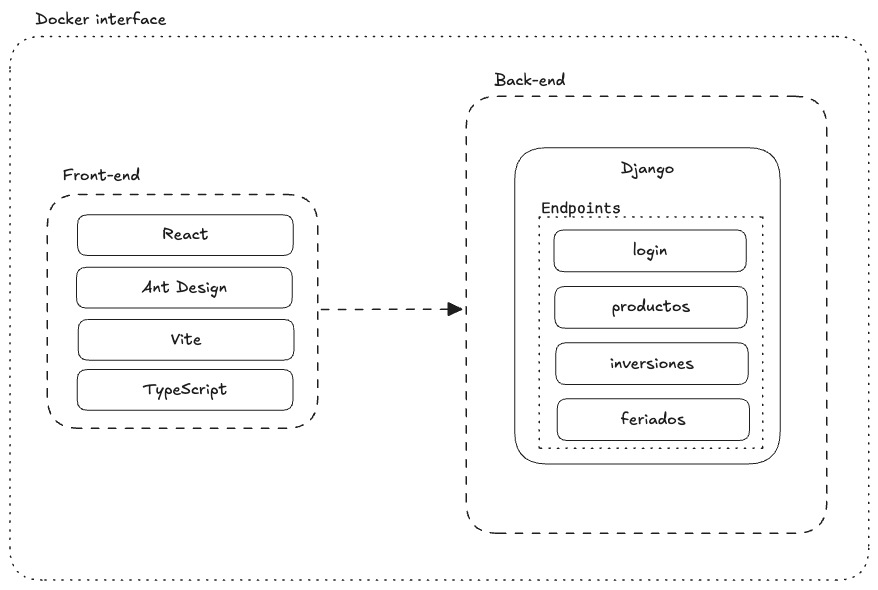 Docker interface
Front-end
React
Ant Design
Vite
TypeScript
Back-end
Django
Endpoints
login
productos
inversiones
feriados